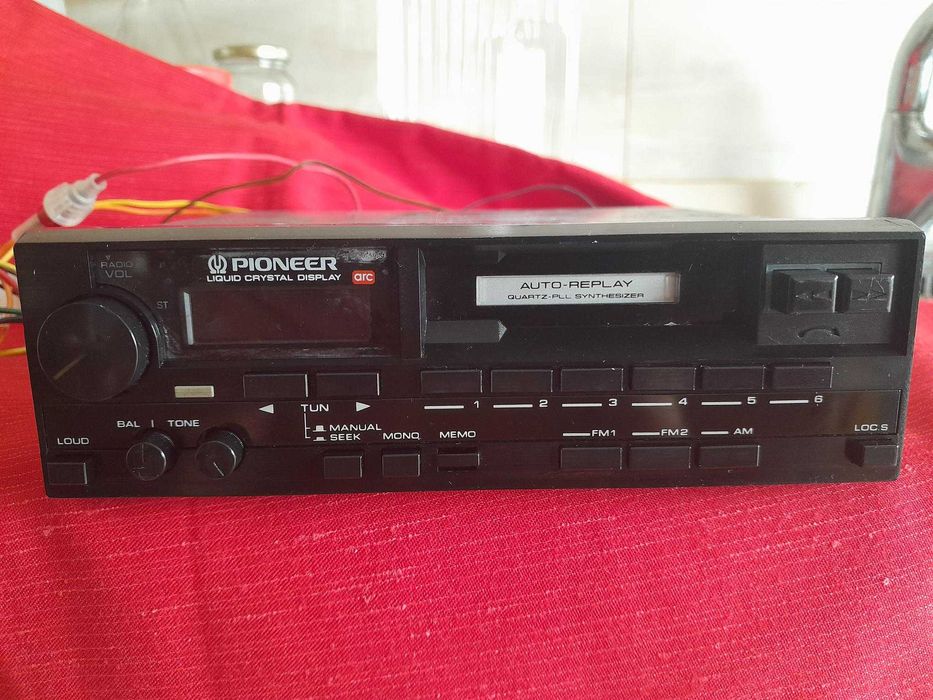 RADIO
VOL
PIONEER
LIQUID CRYSTAL DISPLAY arc
ST
AUTO-REPLAY
QUARTZ-PLL SYNTHESIZER
TUN
1 2 3 4 5 6
BAL TONE
MANUAL
SEEK
MONO MEMO
FM1 FM2 AM
LOUD
LOC.S